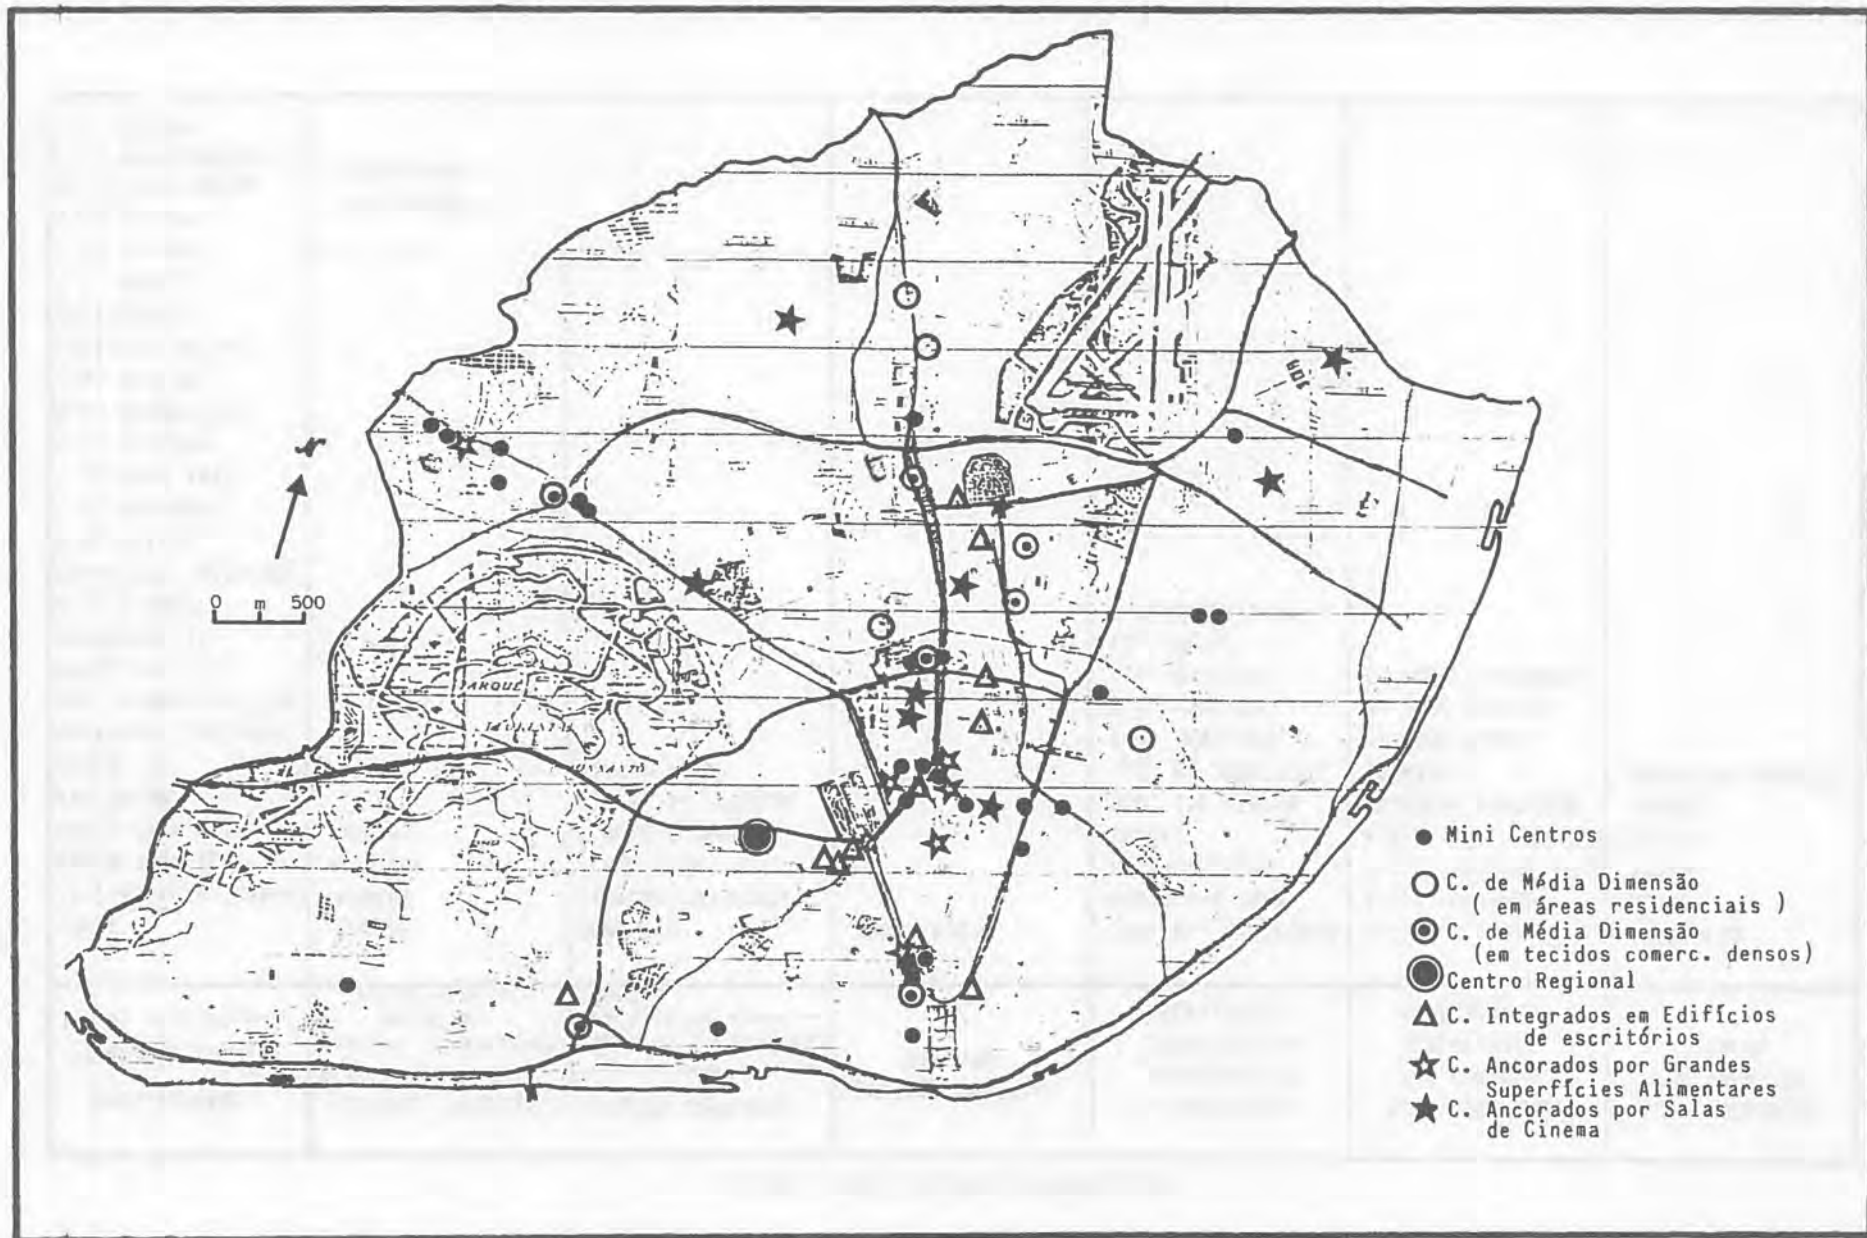 0 m 500
PARQUE
MONSANTO
Mini Centros
C. de Média Dimensão
( em áreas residenciais )
C. de Média Dimensão
(em tecidos comerc. densos)
Centro Regional
C. Integrados em Edifícios
de escritórios
C. Ancorados por Grandes
Superfícies Alimentares
C. Ancorados por Salas
de Cinema